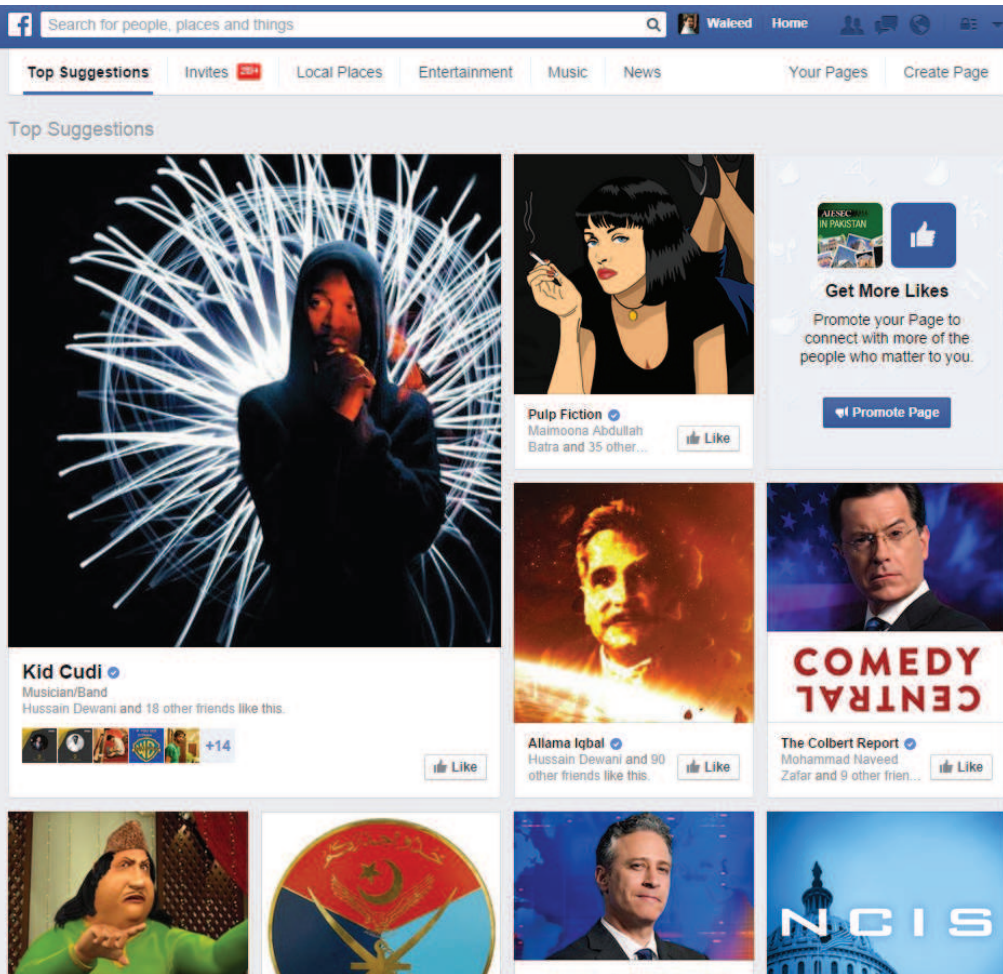 f
Search for people, places and things
Waleed
Home
Top Suggestions
Invites
Local Places
Entertainment
Music
News
Your Pages
Create Page
Top Suggestions
AIESEC
IN PAKISTAN
Get More Likes
Promote your Page to
connect with more of the
people who matter to you.
Promote Page
Pulp Fiction
Maimoona Abdullah
Batra and 35 other...
Like
Kid Cudi
Musician/Band
Hussain Dewani and 18 other friends like this.
+14
Like
Allama Iqbal
Hussain Dewani and 90
other friends like this.
Like
COMEDY
CENTRAL
The Colbert Report
Mohammad Naveed
Zafar and 9 other frien...
Like
NCIS